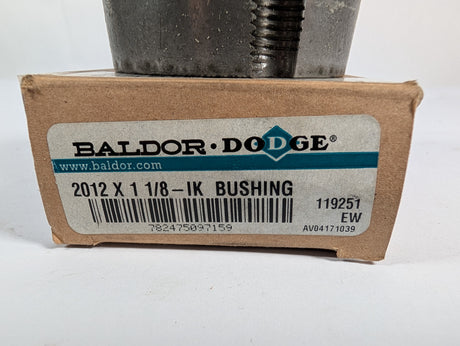 BALDOR • DODGE®
www.baldor.com
2012 X 1 1/8-IK BUSHING
119251
EW
782475097159
AV04171039